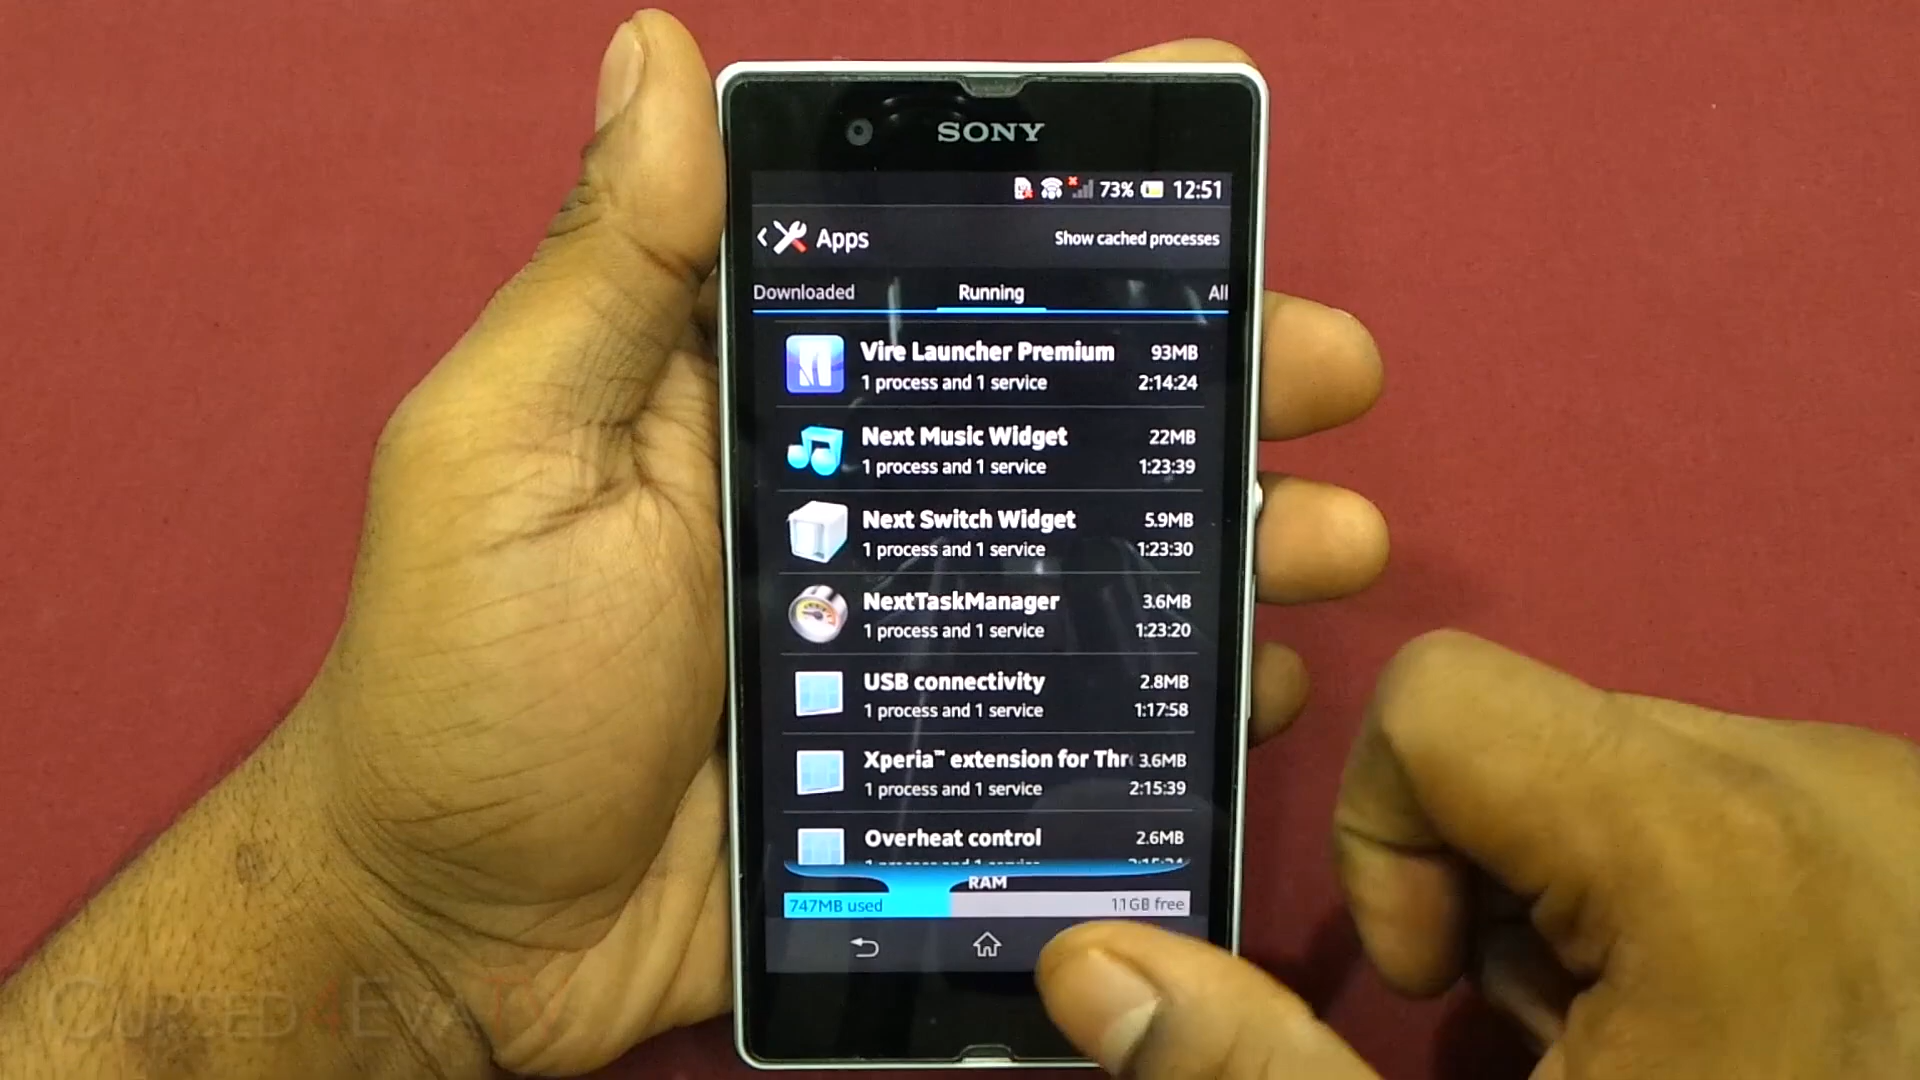 SONY
73% 12:51
Apps Show cached processes
Downloaded Running All
Vire Launcher Premium 93MB
1 process and 1 service 2:14:24
Next Music Widget 22MB
1 process and 1 service 1:23:39
Next Switch Widget 5.9MB
1 process and 1 service 1:23:30
NextTaskManager 3.6MB
1 process and 1 service 1:23:20
USB connectivity 2.8MB
1 process and 1 service 1:17:58
Xperia™ extension for Thr 3.6MB
1 process and 1 service 2:15:39
Overheat control 2.6MB
RAM
747MB used 1.1GB free
CURSED4EVATV